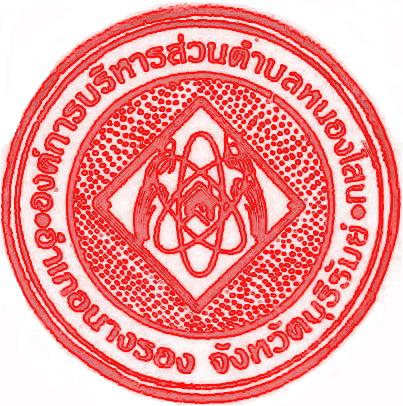 องค์การบริหารส่วนตำบลหนองโสน
อำเภอนางรอง จังหวัดบุรีรัมย์